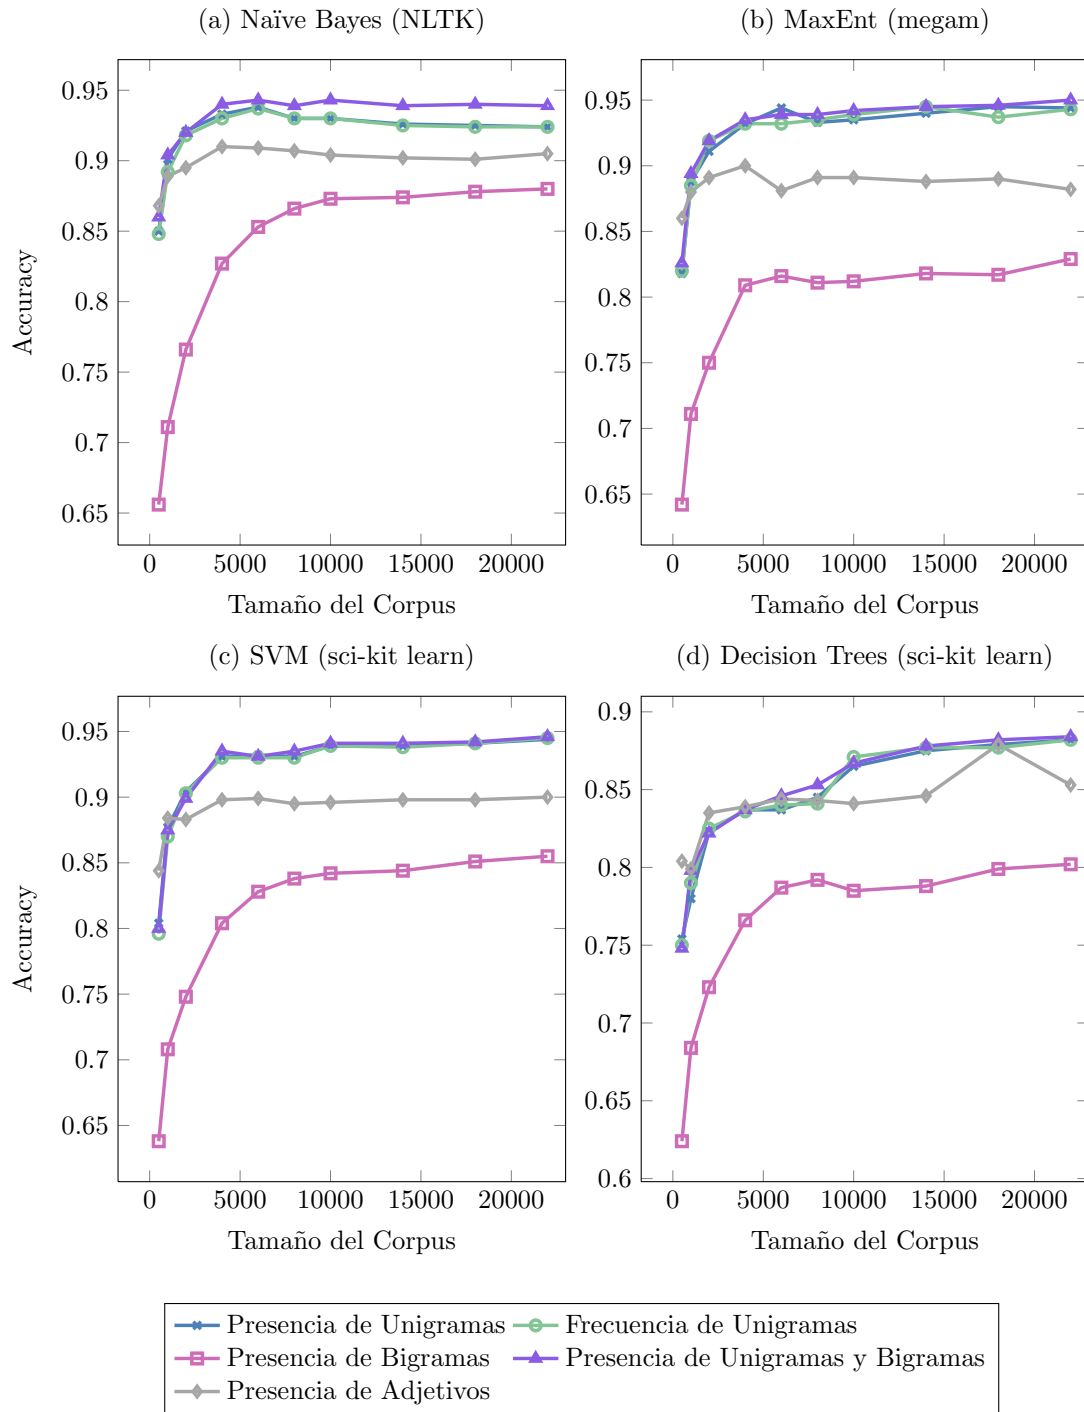 (a) Naïve Bayes (NLTK)
0.95
0.9
0.85
0.8
0.75
0.7
0.65
Accuracy
0 5000 10000 15000 20000
Tamaño del Corpus
(b) MaxEnt (megam)
0.95
0.9
0.85
0.8
0.75
0.7
0.65
0 5000 10000 15000 20000
Tamaño del Corpus
(c) SVM (sci-kit learn)
0.95
0.9
0.85
0.8
0.75
0.7
0.65
Accuracy
0 5000 10000 15000 20000
Tamaño del Corpus
(d) Decision Trees (sci-kit learn)
0.9
0.85
0.8
0.75
0.7
0.65
0.6
0 5000 10000 15000 20000
Tamaño del Corpus
Presencia de Unigramas Frecuencia de Unigramas
Presencia de Bigramas Presencia de Unigramas y Bigramas
Presencia de Adjetivos